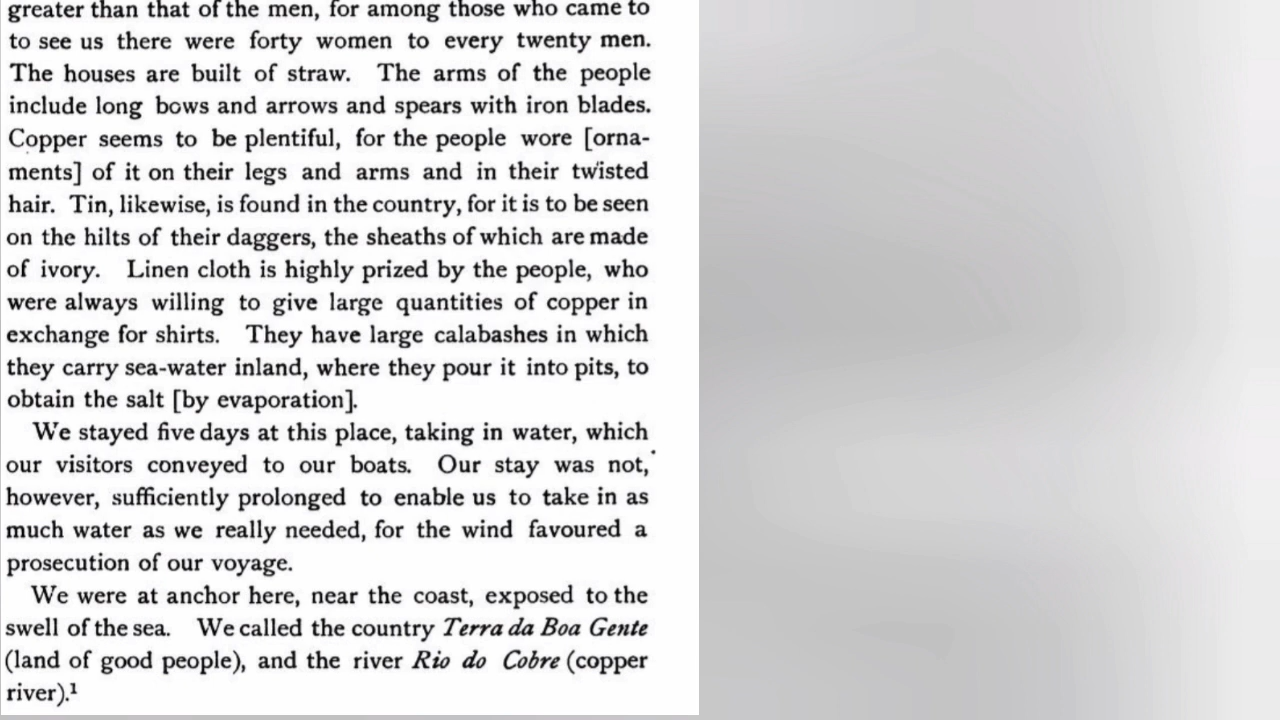 greater than that of the men, for among those who came to
to see us there were forty women to every twenty men.
The houses are built of straw. The arms of the people
include long bows and arrows and spears with iron blades.
Copper seems to be plentiful, for the people wore [orna-
ments] of it on their legs and arms and in their twisted
hair. Tin, likewise, is found in the country, for it is to be seen
on the hilts of their daggers, the sheaths of which are made
of ivory. Linen cloth is highly prized by the people, who
were always willing to give large quantities of copper in
exchange for shirts. They have large calabashes in which
they carry sea-water inland, where they pour it into pits, to
obtain the salt [by evaporation].
We stayed five days at this place, taking in water, which
our visitors conveyed to our boats. Our stay was not,
however, sufficiently prolonged to enable us to take in as
much water as we really needed, for the wind favoured a
prosecution of our voyage.
We were at anchor here, near the coast, exposed to the
swell of the sea. We called the country Terra da Boa Gente
(land of good people), and the river Rio do Cobre (copper
river).¹